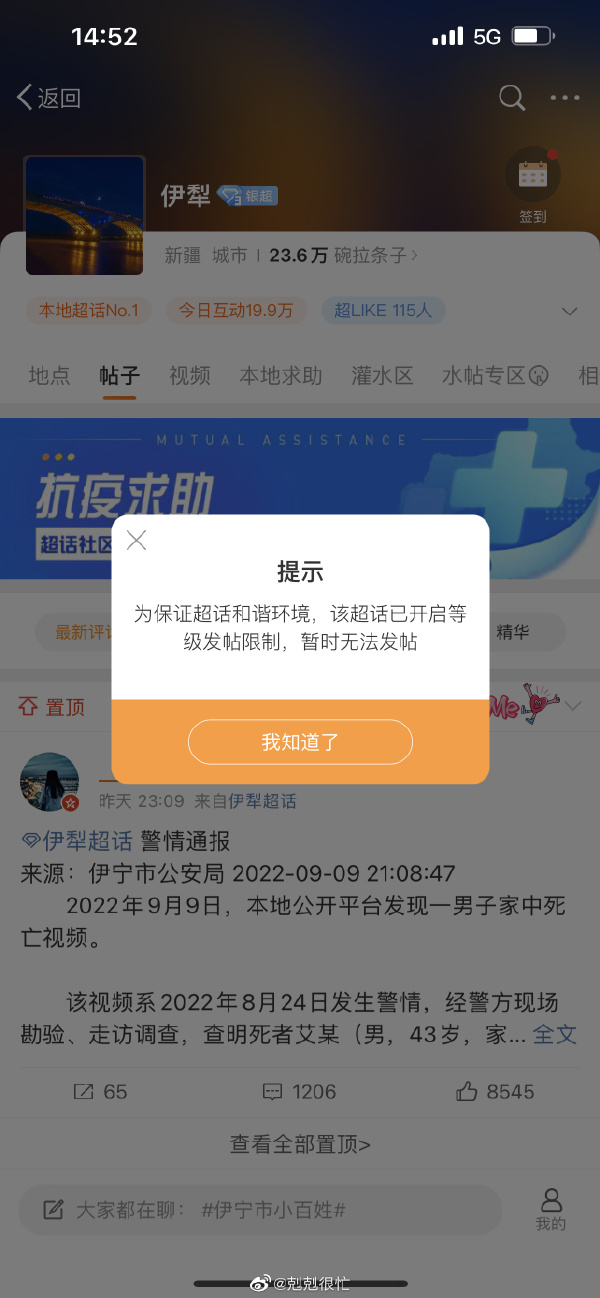 14:52
5G
返回
伊犁
3 银超
签到
新疆 城市 | 23.6万 碗拉条子 >
本地超话No.1 今日互动19.9万 超LIKE 115人
地点 帖子 视频 本地求助 灌水区 水帖专区 相
MUTUAL ASSISTANCE
抗疫求助
超话社区
提示
为保证超话和谐环境，该超话已开启等
级发帖限制，暂时无法发帖
我知道了
最新评 精华
置顶
Me
昨天 23:09 来自伊犁超话
伊犁超话 警情通报
来源：伊宁市公安局 2022-09-09 21:08:47
2022年9月9日，本地公开平台发现一男子家中死
亡视频。
该视频系2022年8月24日发生警情，经警方现场
勘验、走访调查，查明死者艾某（男，43岁，家... 全文
65 1206 8545
查看全部置顶>
大家都在聊： #伊宁市小百姓#
我的
@剋剋很忙